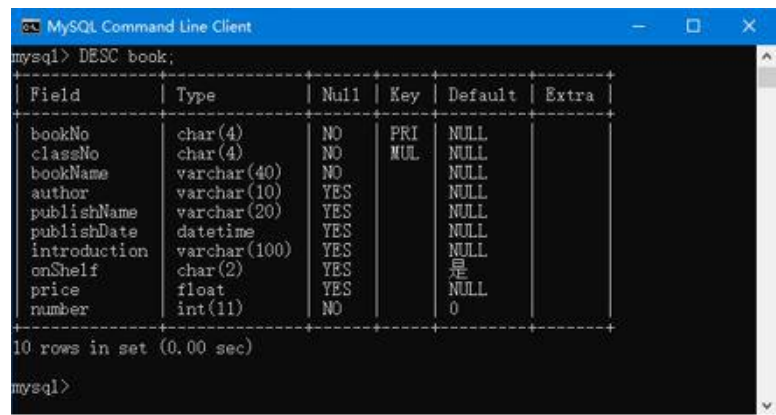 MySQL Command Line Client
mysql> DESC book;
+--------------+--------------+------+-----+---------+-------+
| Field        | Type         | Null | Key | Default | Extra |
+--------------+--------------+------+-----+---------+-------+
| bookNo       | char(4)      | NO   | PRI | NULL    |       |
| classNo      | char(4)      | NO   | MUL | NULL    |       |
| bookName     | varchar(40)  | NO   |     | NULL    |       |
| author       | varchar(10)  | YES  |     | NULL    |       |
| publishName  | varchar(20)  | YES  |     | NULL    |       |
| publishDate  | datetime     | YES  |     | NULL    |       |
| introduction | varchar(100) | YES  |     | NULL    |       |
| onShelf      | char(2)      | YES  |     | 是      |       |
| price        | float        | YES  |     | NULL    |       |
| number       | int(11)      | NO   |     | 0       |       |
+--------------+--------------+------+-----+---------+-------+
10 rows in set (0.00 sec)
mysql>